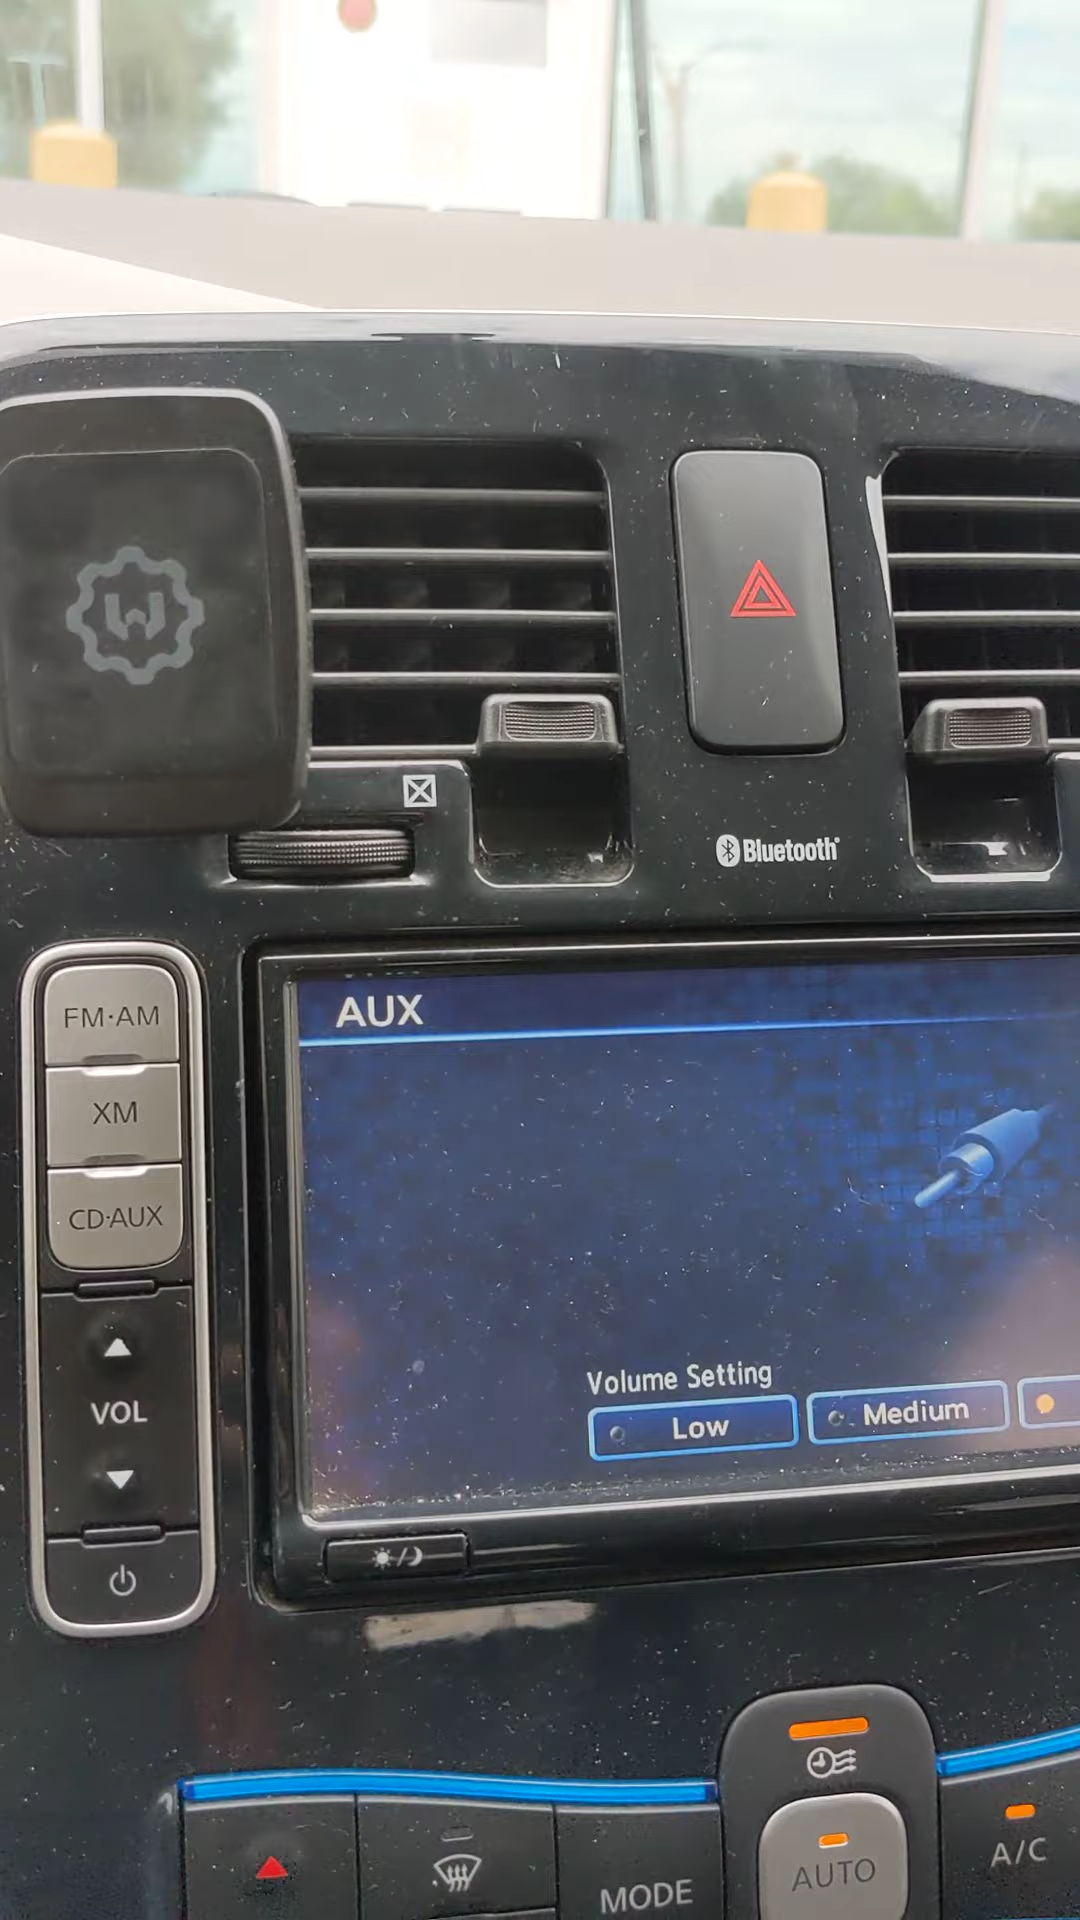 W
Bluetooth®
FM·AM
XM
CD·AUX
VOL
AUX
Volume Setting
Low
Medium
MODE
AUTO
A/C